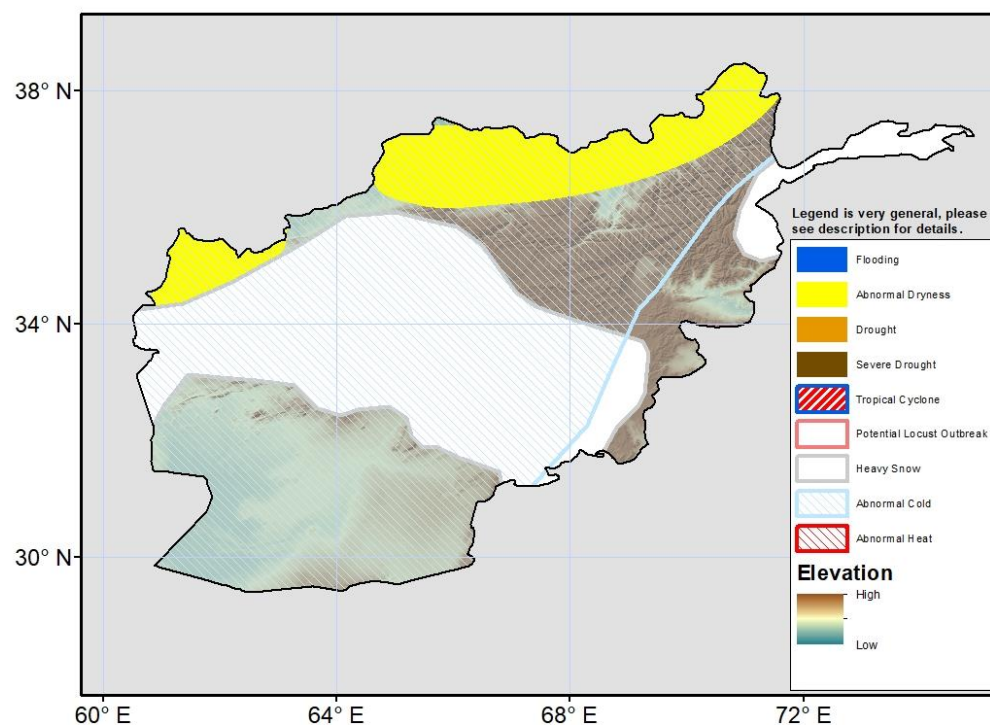 38° N
34° N
30° N
60° E
64° E
68° E
72° E
Legend is very general, please
see description for details.
Flooding
Abnormal Dryness
Drought
Severe Drought
Tropical Cyclone
Potential Locust Outbreak
Heavy Snow
Abnormal Cold
Abnormal Heat
Elevation
High
Low